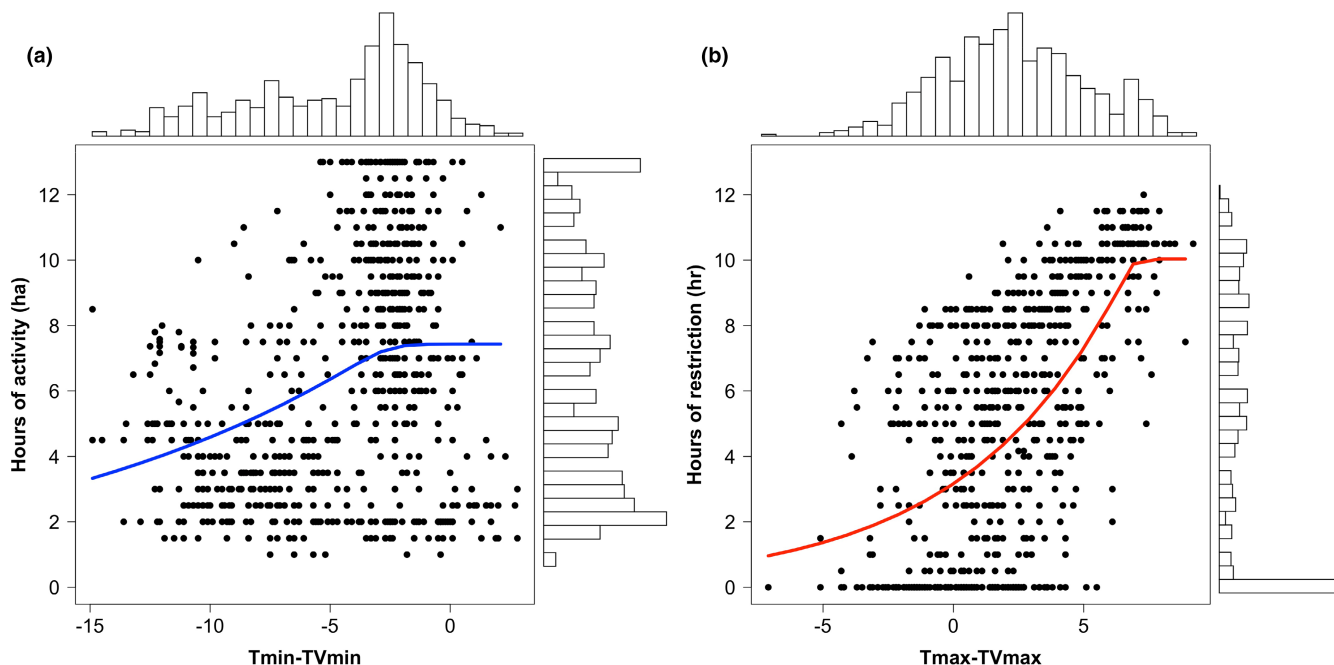 (a)
Hours of activity (ha)
12
10
8
6
4
2
0
-15 -10 -5 0
Tmin-TVmin
(b)
Hours of restriction (hr)
12
10
8
6
4
2
0
-5 0 5
Tmax-TVmax